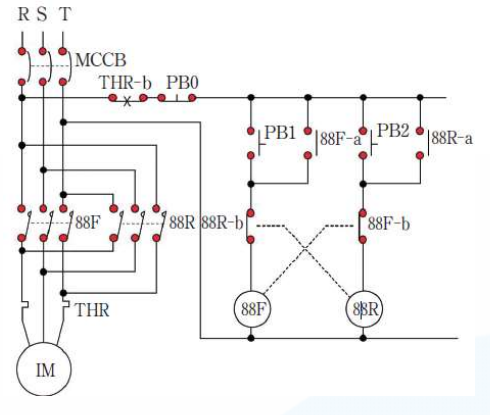 R S T
MCCB
THR-b PB0
PB1 88F-a PB2 88R-a
88F 88R 88R-b 88F-b
THR 88F 88R
IM